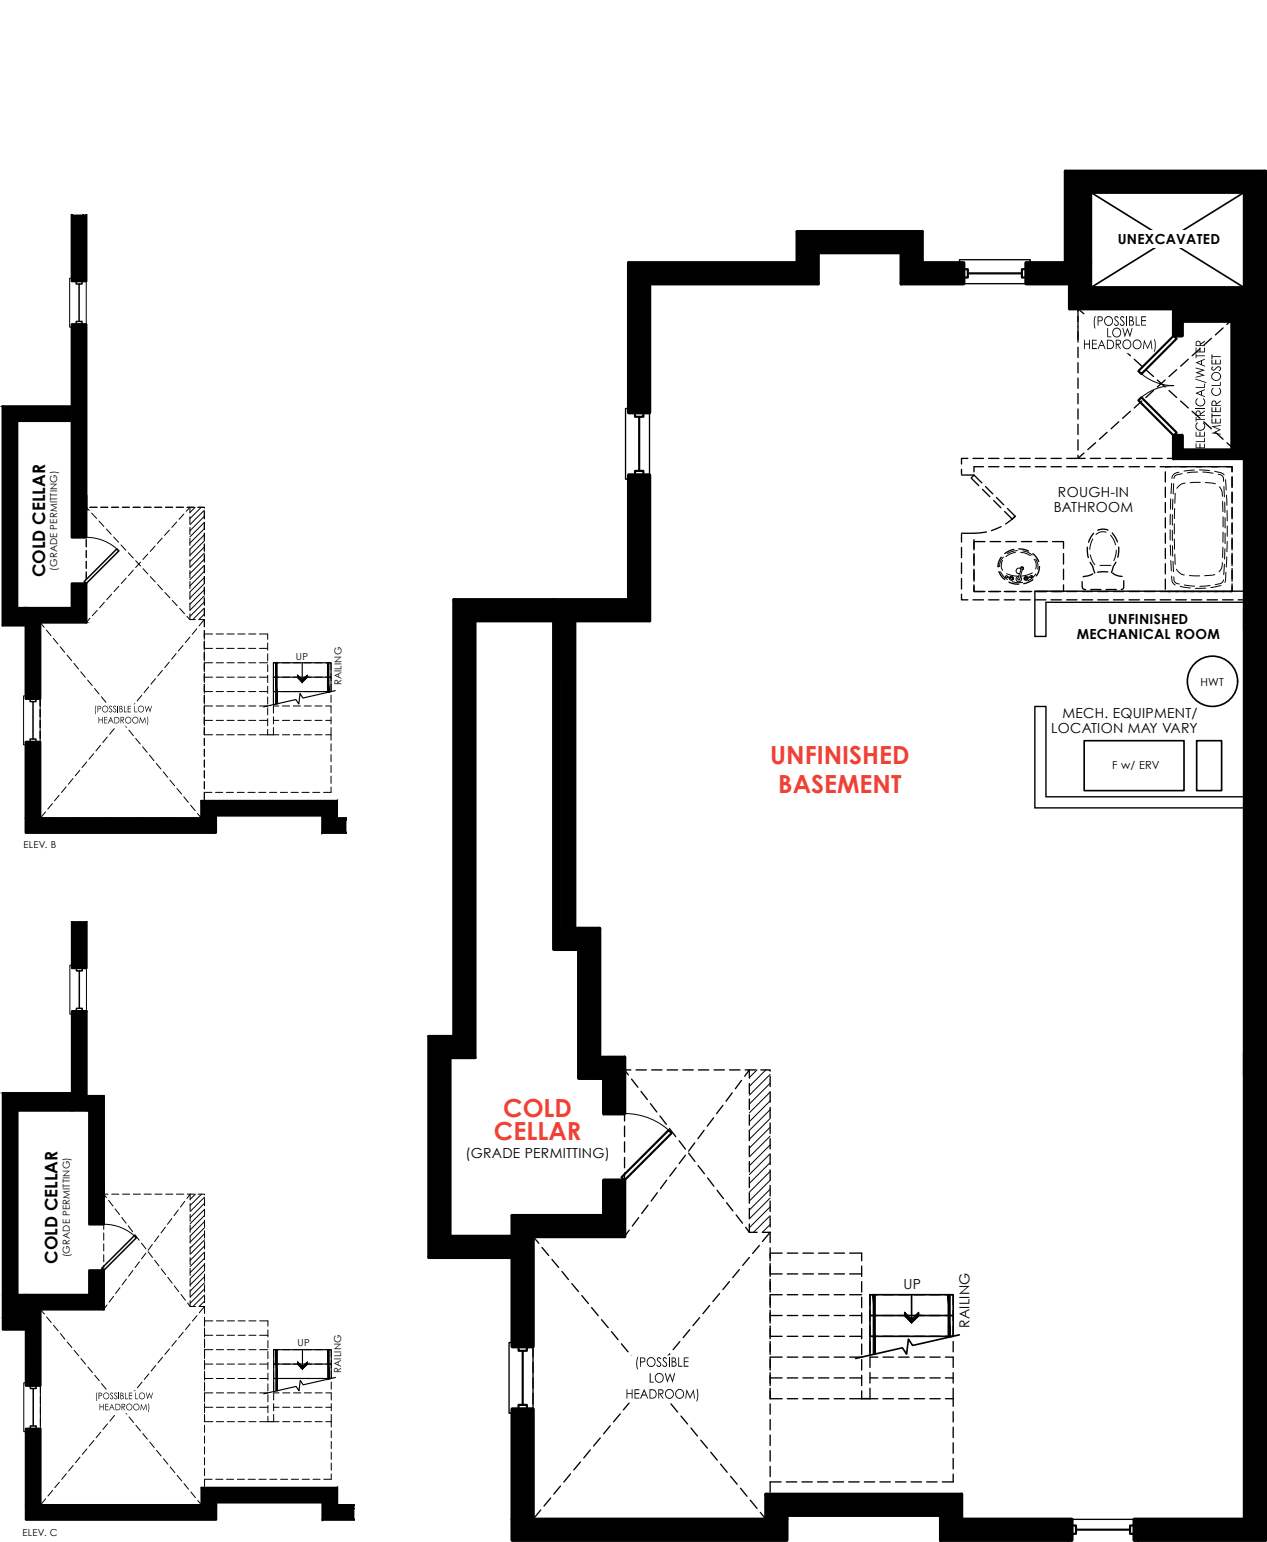 UNEXCAVATED
(POSSIBLE
LOW
HEADROOM)
ELECTRICAL/WATER
METER CLOSET
ROUGH-IN
BATHROOM
UNFINISHED
MECHANICAL ROOM
HWT
MECH. EQUIPMENT/
LOCATION MAY VARY
F w/ ERV
UNFINISHED
BASEMENT
COLD
CELLAR
(GRADE PERMITTING)
UP
RAILING
(POSSIBLE
LOW
HEADROOM)
COLD CELLAR
(GRADE PERMITTING)
UP
RAILING
(POSSIBLE LOW
HEADROOM)
ELEV. B
COLD CELLAR
(GRADE PERMITTING)
UP
RAILING
(POSSIBLE LOW
HEADROOM)
ELEV. C